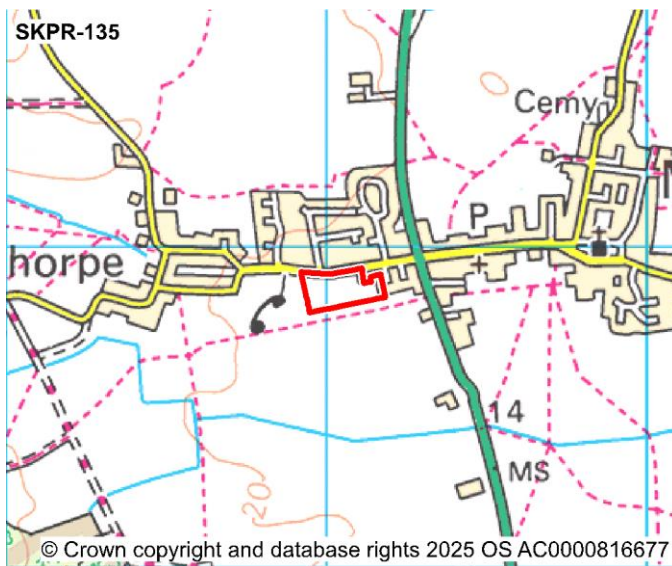 SKPR-135
Cemy
P
horpe
14
20
MS
© Crown copyright and database rights 2025 OS AC0000816677